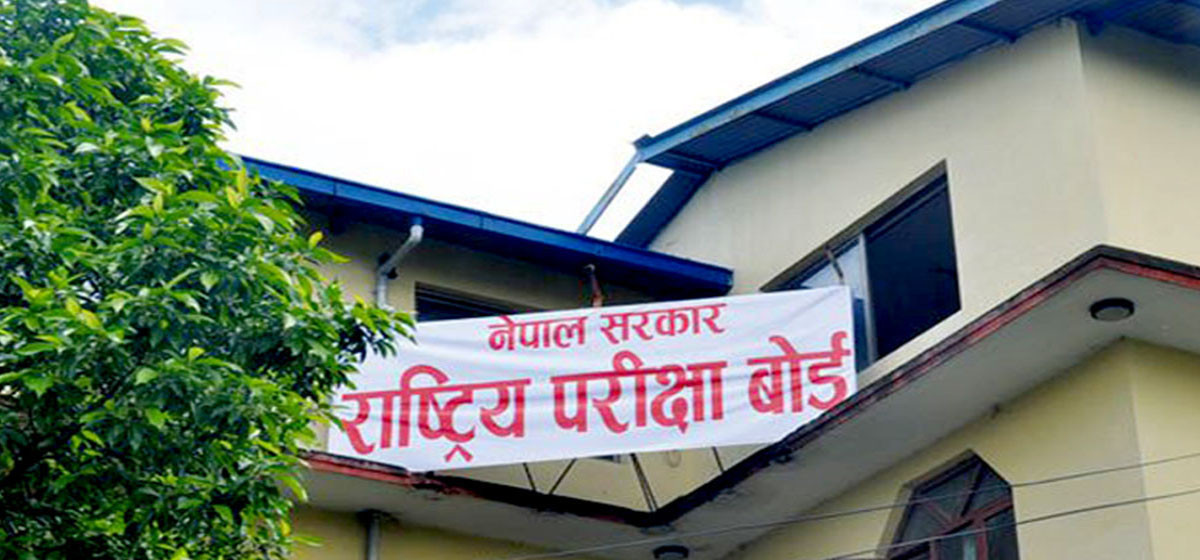 नेपाल सरकार
राष्ट्रिय परीक्षा बोर्ड